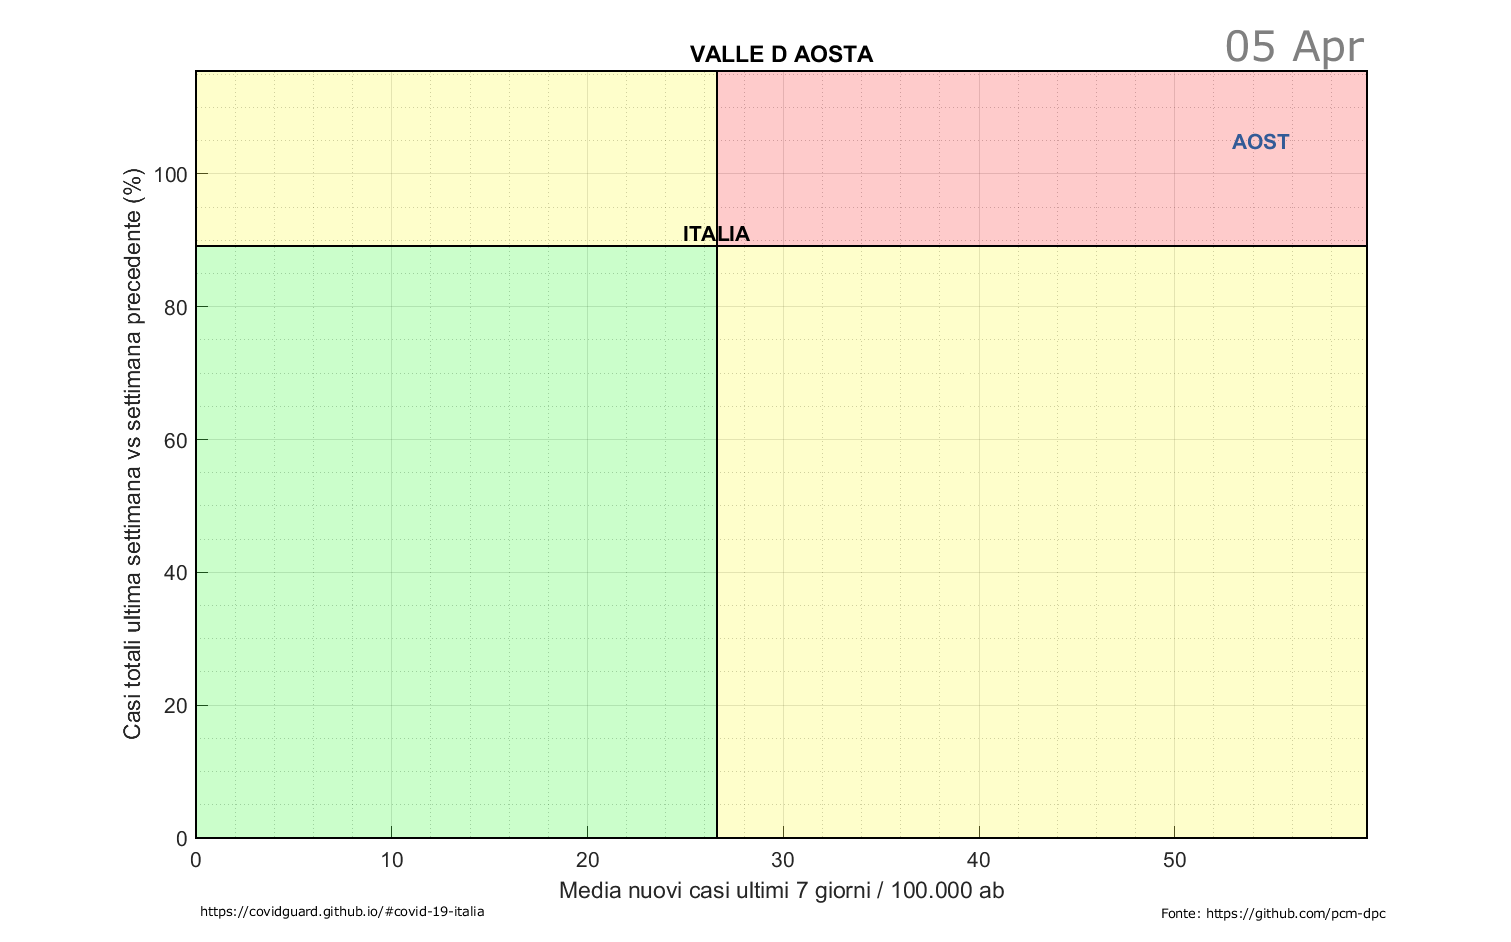 VALLE D AOSTA
05 Apr
AOST
ITALIA
Casi totali ultima settimana vs settimana precedente (%)
100
80
60
40
20
0
0 10 20 30 40 50
Media nuovi casi ultimi 7 giorni / 100.000 ab
https://covidguard.github.io/#covid-19-italia
Fonte: https://github.com/pcm-dpc